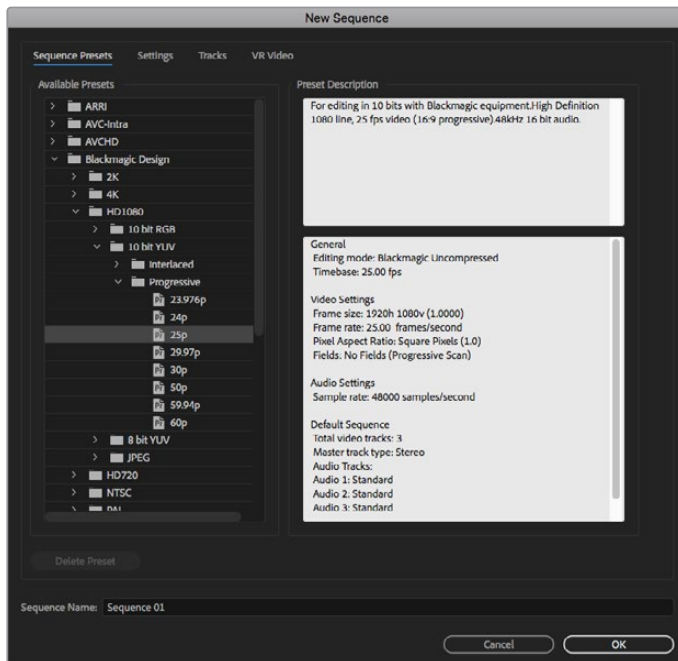 New Sequence
Sequence Presets Settings Tracks VR Video
Available Presets
ARRI
AVC-Intra
AVCHD
Blackmagic Design
2K
4K
HD1080
10 bit RGB
10 bit YUV
Interlaced
Progressive
23.976p
24p
25p
29.97p
30p
50p
59.94p
60p
8 bit YUV
JPEG
HD720
NTSC
PAL
Delete Preset
Preset Description
For editing in 10 bits with Blackmagic equipment.High Definition
1080 line, 25 fps video (16:9 progressive).48kHz 16 bit audio.
General
Editing mode: Blackmagic Uncompressed
Timebase: 25.00 fps
Video Settings
Frame size: 1920h 1080v (1.0000)
Frame rate: 25.00 frames/second
Pixel Aspect Ratio: Square Pixels (1.0)
Fields: No Fields (Progressive Scan)
Audio Settings
Sample rate: 48000 samples/second
Default Sequence
Total video tracks: 3
Master track type: Stereo
Audio Tracks:
Audio 1: Standard
Audio 2: Standard
Audio 3: Standard
Sequence Name: Sequence 01
Cancel OK